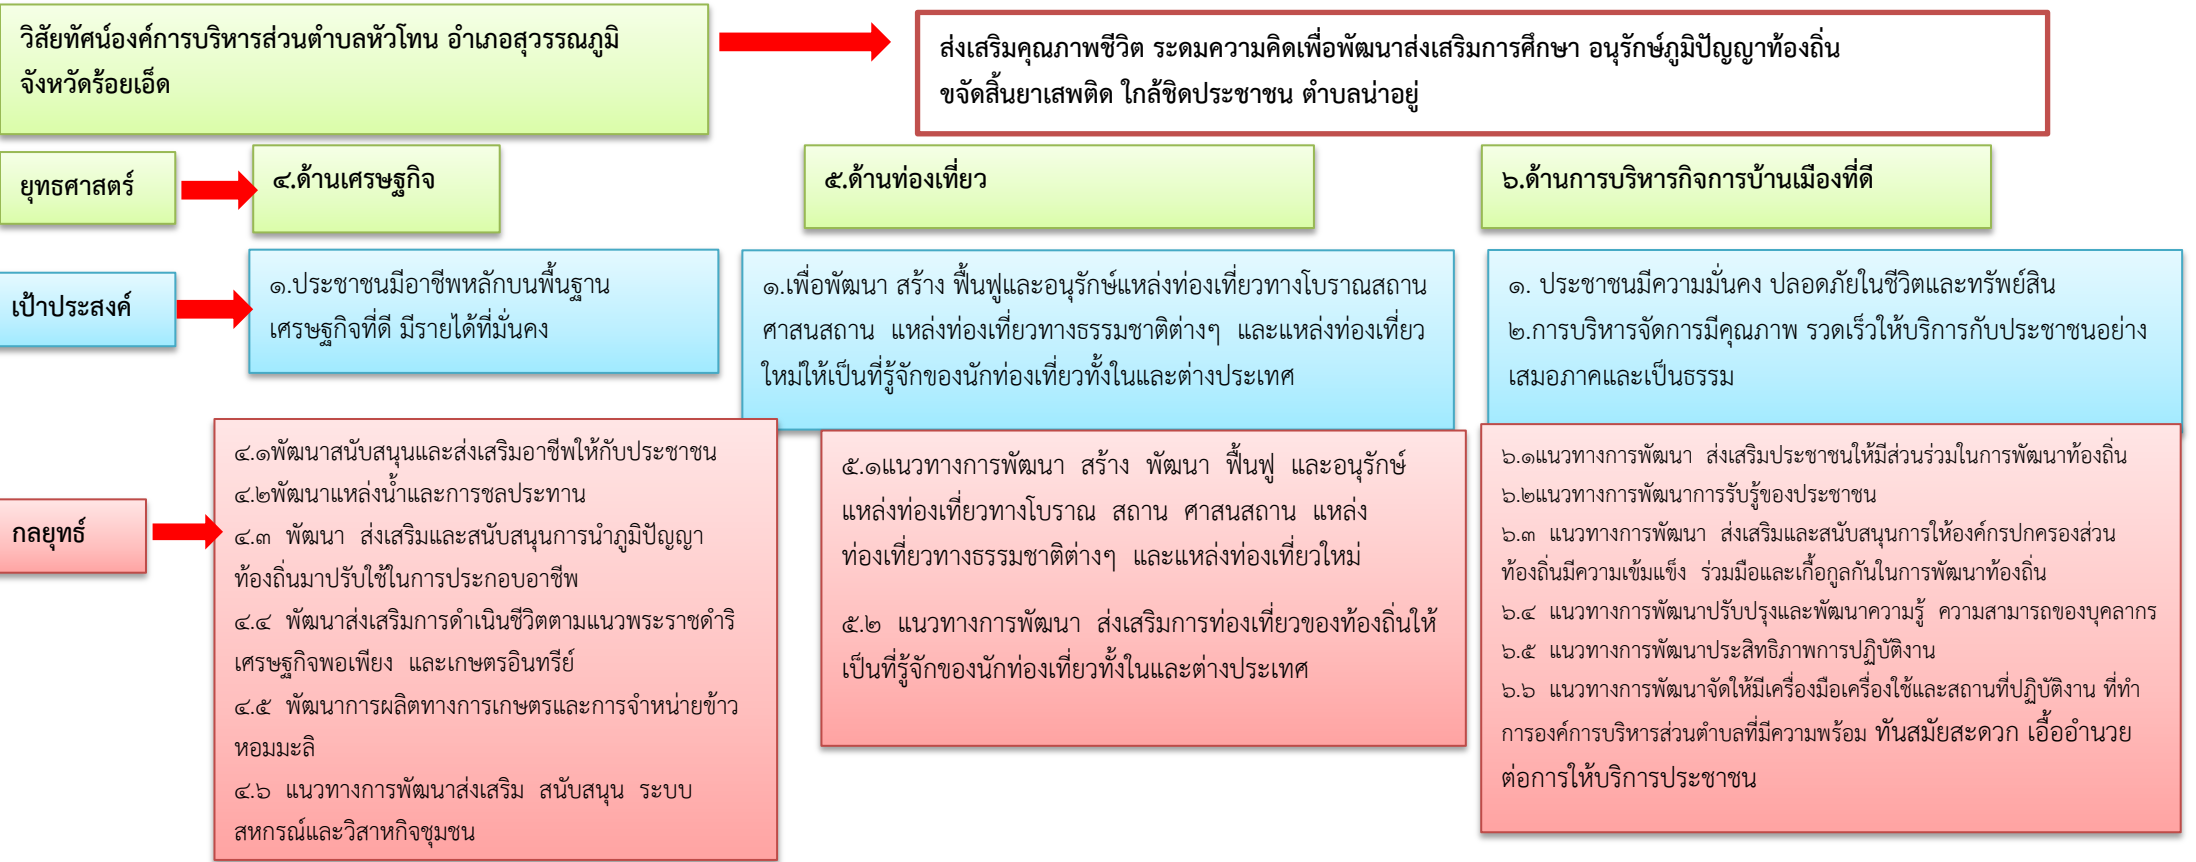 วิสัยทัศน์องค์การบริหารส่วนตำบลหัวโทน อำเภอสุวรรณภูมิ
จังหวัดร้อยเอ็ด
ส่งเสริมคุณภาพชีวิต ระดมความคิดเพื่อพัฒนาส่งเสริมการศึกษา อนุรักษ์ภูมิปัญญาท้องถิ่น
ขจัดสิ้นยาเสพติด ใกล้ชิดประชาชน ตำบลน่าอยู่
ยุทธศาสตร์
๔.ด้านเศรษฐกิจ
๕.ด้านท่องเที่ยว
๖.ด้านการบริหารกิจการบ้านเมืองที่ดี
เป้าประสงค์
๑.ประชาชนมีอาชีพหลักบนพื้นฐาน
เศรษฐกิจที่ดี มีรายได้ที่มั่นคง
๑.เพื่อพัฒนา สร้าง ฟื้นฟูและอนุรักษ์แหล่งท่องเที่ยวทางโบราณสถาน
ศาสนสถาน แหล่งท่องเที่ยวทางธรรมชาติต่างๆ และแหล่งท่องเที่ยว
ใหม่ให้เป็นที่รู้จักของนักท่องเที่ยวทั้งในและต่างประเทศ
๑. ประชาชนมีความมั่นคง ปลอดภัยในชีวิตและทรัพย์สิน
๒.การบริหารจัดการมีคุณภาพ รวดเร็วให้บริการกับประชาชนอย่าง
เสมอภาคและเป็นธรรม
กลยุทธ์
๔.๑พัฒนาสนับสนุนและส่งเสริมอาชีพให้กับประชาชน
๔.๒พัฒนาแหล่งน้ำและการชลประทาน
๔.๓ พัฒนา ส่งเสริมและสนับสนุนการนำภูมิปัญญา
ท้องถิ่นมาปรับใช้ในการประกอบอาชีพ
๔.๔ พัฒนาส่งเสริมการดำเนินชีวิตตามแนวพระราชดำริ
เศรษฐกิจพอเพียง และเกษตรอินทรีย์
๔.๕ พัฒนาการผลิตทางการเกษตรและการจำหน่ายข้าว
หอมมะลิ
๔.๖ แนวทางการพัฒนาส่งเสริม สนับสนุน ระบบ
สหกรณ์และวิสาหกิจชุมชน
๕.๑แนวทางการพัฒนา สร้าง พัฒนา ฟื้นฟู และอนุรักษ์
แหล่งท่องเที่ยวทางโบราณ สถาน ศาสนสถาน แหล่ง
ท่องเที่ยวทางธรรมชาติต่างๆ และแหล่งท่องเที่ยวใหม่
๕.๒ แนวทางการพัฒนา ส่งเสริมการท่องเที่ยวของท้องถิ่นให้
เป็นที่รู้จักของนักท่องเที่ยวทั้งในและต่างประเทศ
๖.๑แนวทางการพัฒนา ส่งเสริมประชาชนให้มีส่วนร่วมในการพัฒนาท้องถิ่น
๖.๒แนวทางการพัฒนาการรับรู้ของประชาชน
๖.๓ แนวทางการพัฒนา ส่งเสริมและสนับสนุนการให้องค์กรปกครองส่วน
ท้องถิ่นมีความเข้มแข็ง ร่วมมือและเกื้อกูลกันในการพัฒนาท้องถิ่น
๖.๔ แนวทางการพัฒนาปรับปรุงและพัฒนาความรู้ ความสามารถของบุคลากร
๖.๕ แนวทางการพัฒนาประสิทธิภาพการปฏิบัติงาน
๖.๖ แนวทางการพัฒนาจัดให้มีเครื่องมือเครื่องใช้และสถานที่ปฏิบัติงาน ที่ทำ
การองค์การบริหารส่วนตำบลที่มีความพร้อม ทันสมัยสะดวก เอื้ออำนวย
ต่อการให้บริการประชาชน